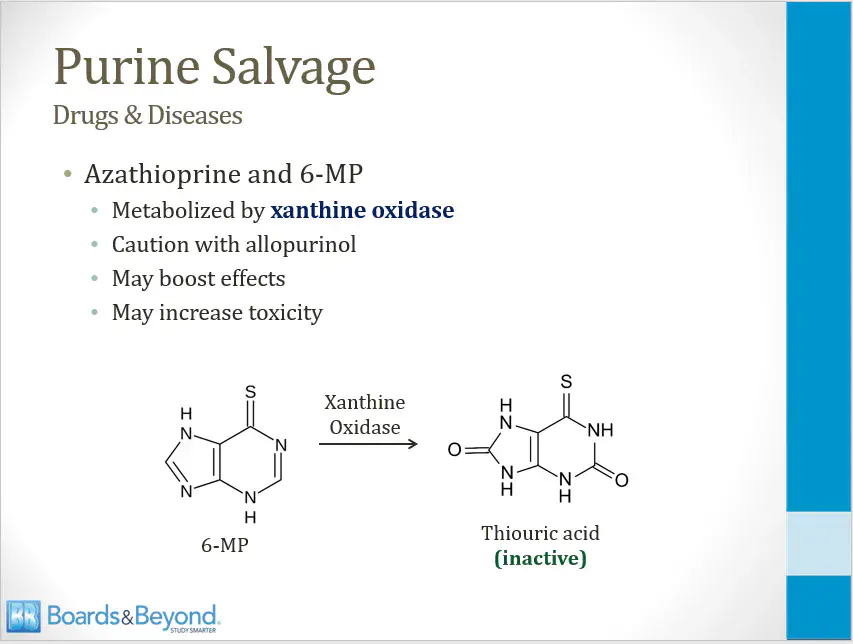 Purine Salvage
Drugs & Diseases
• Azathioprine and 6-MP
• Metabolized by xanthine oxidase
• Caution with allopurinol
• May boost effects
• May increase toxicity
S
H
N
N
N
N
H
6-MP
Xanthine
Oxidase
S
H
N
NH
O
N
H
N
H
O
Thiouric acid
(inactive)
BB Boards&Beyond.
STUDY SMARTER